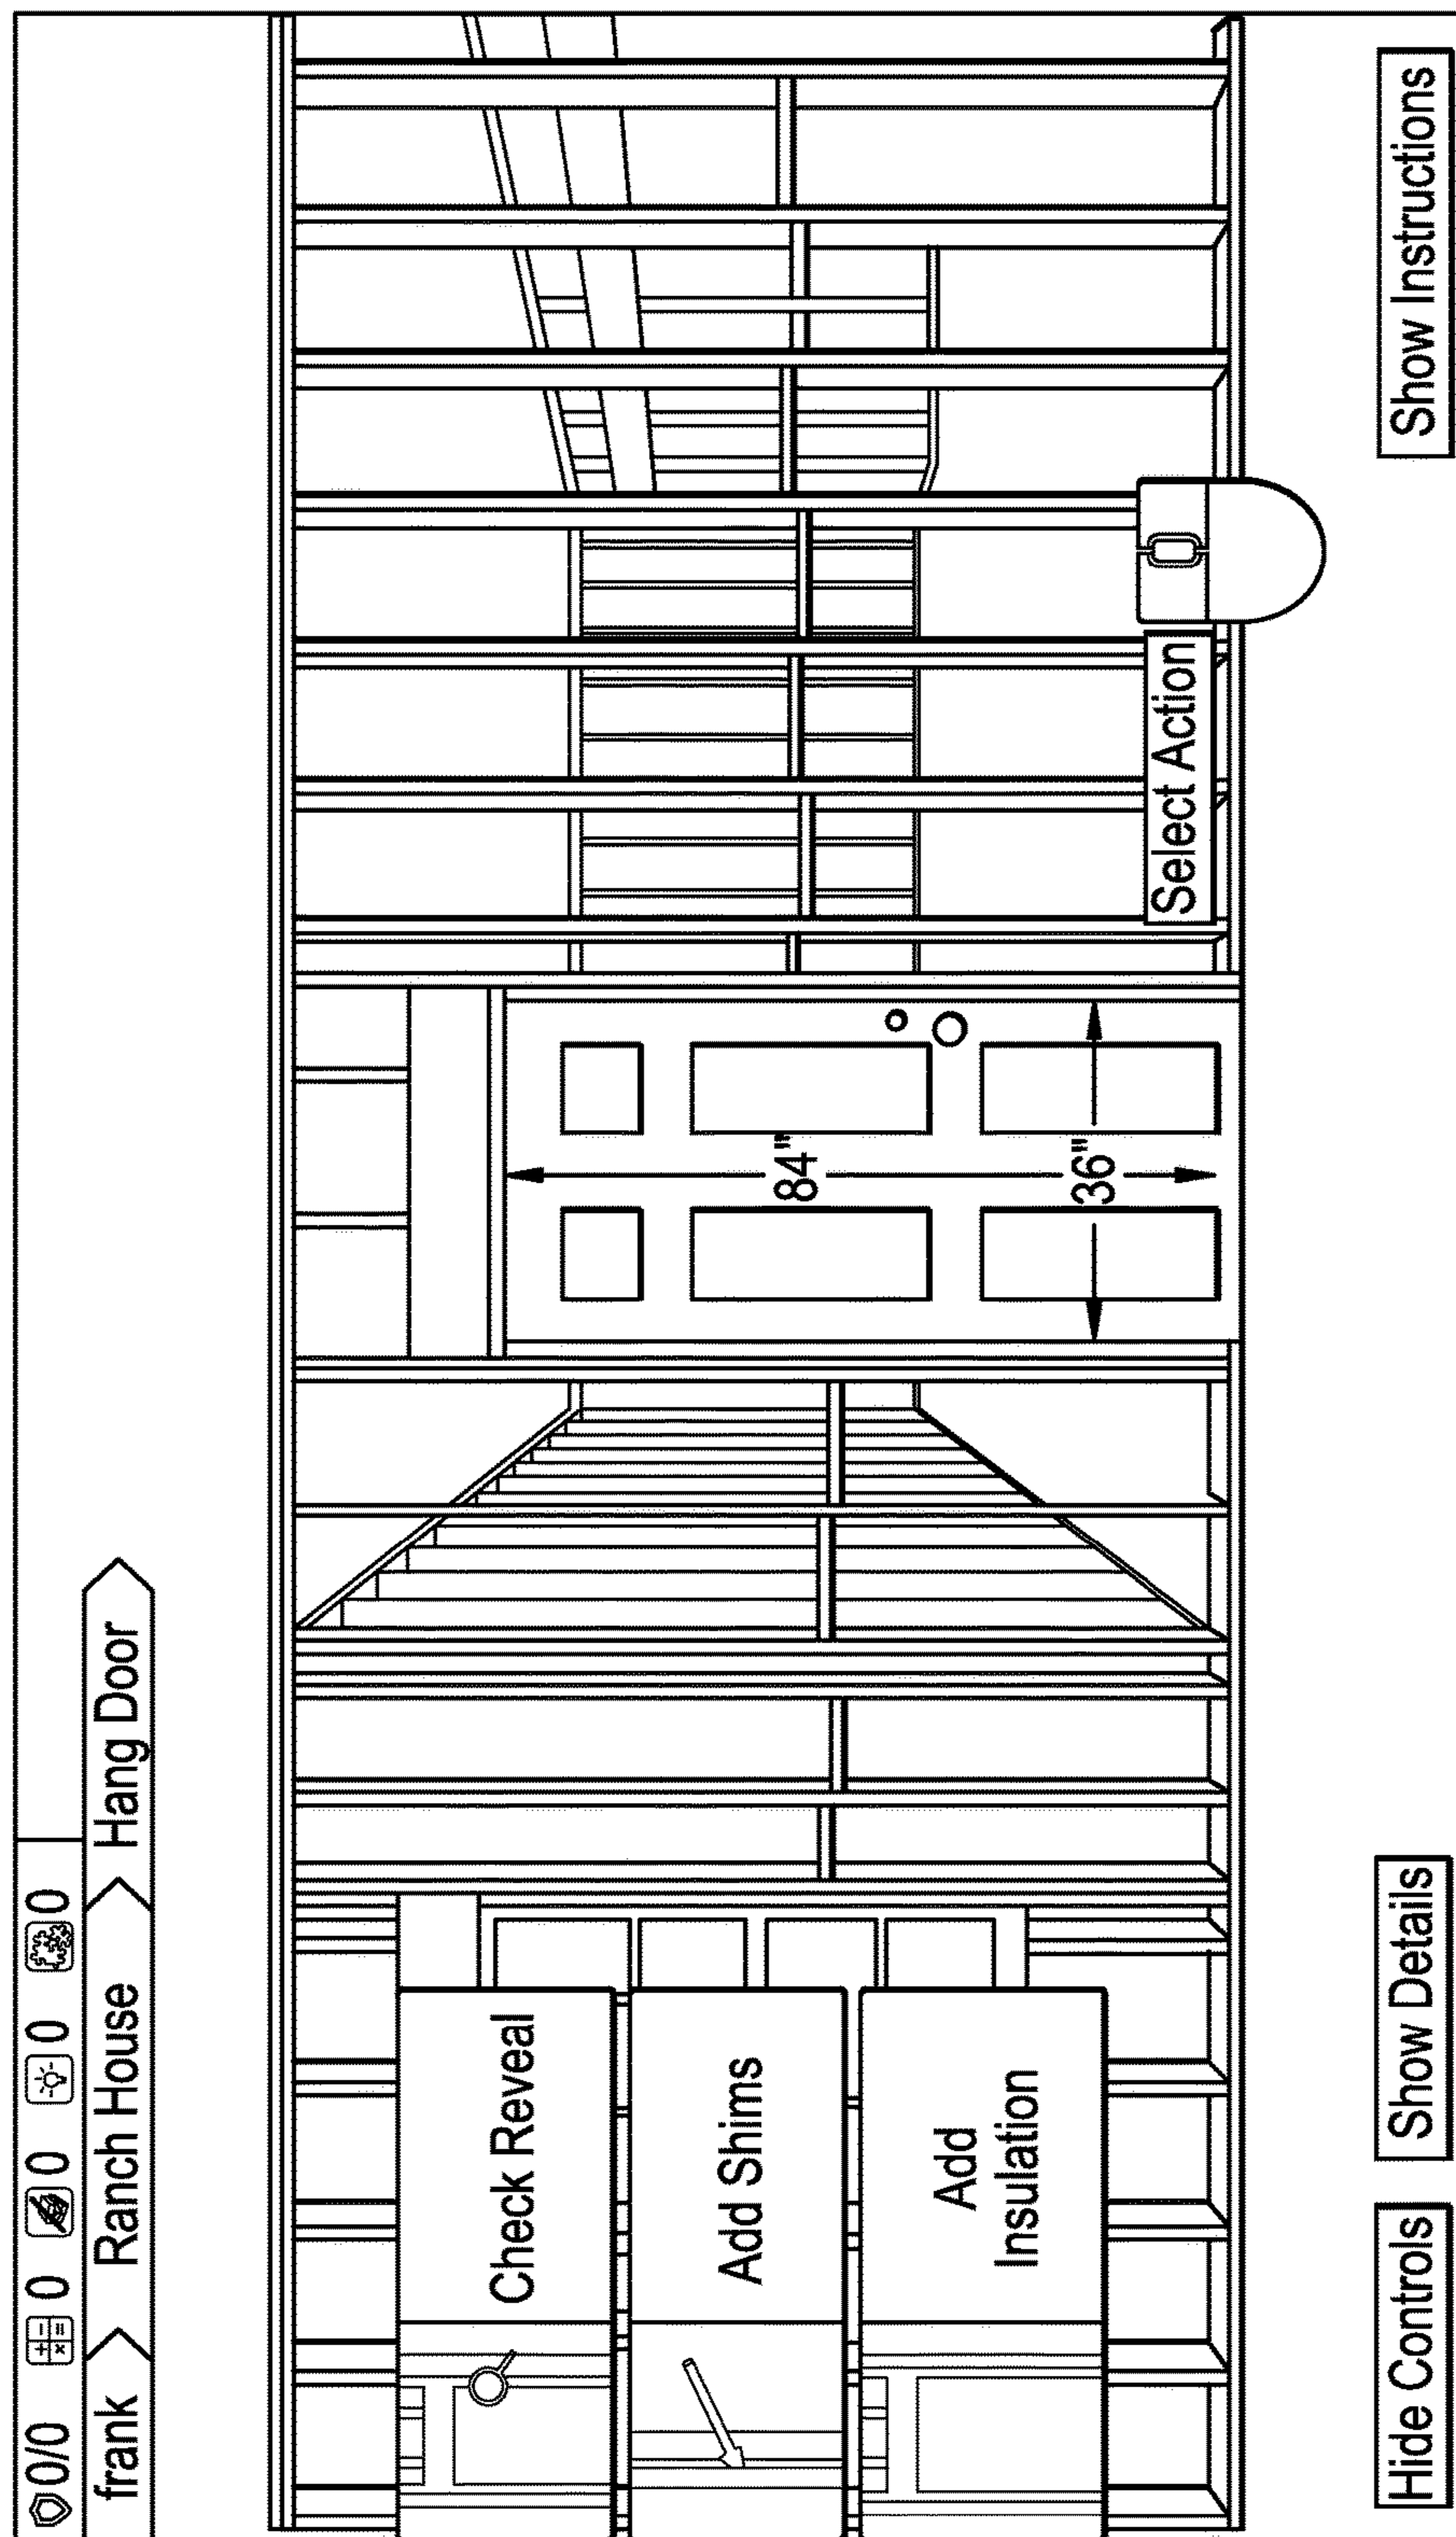 0/0 0 0 0 0
frank Ranch House Hang Door
Check Reveal
Add Shims
Add
Insulation
84"
36"
Select Action
Hide Controls Show Details Show Instructions